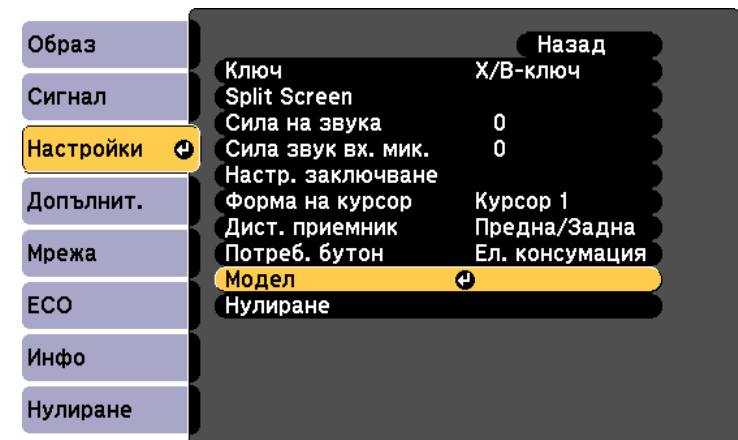 Образ
Сигнал
Настройки
Допълнит.
Мрежа
ECO
Инфо
Нулиране
Назад
Ключ Х/В-ключ
Split Screen
Сила на звука 0
Сила звук вх. мик. 0
Настр. заключване
Форма на курсор Курсор 1
Дист. приемник Предна/Задна
Потреб. бутон Ел. консумация
Модел
Нулиране